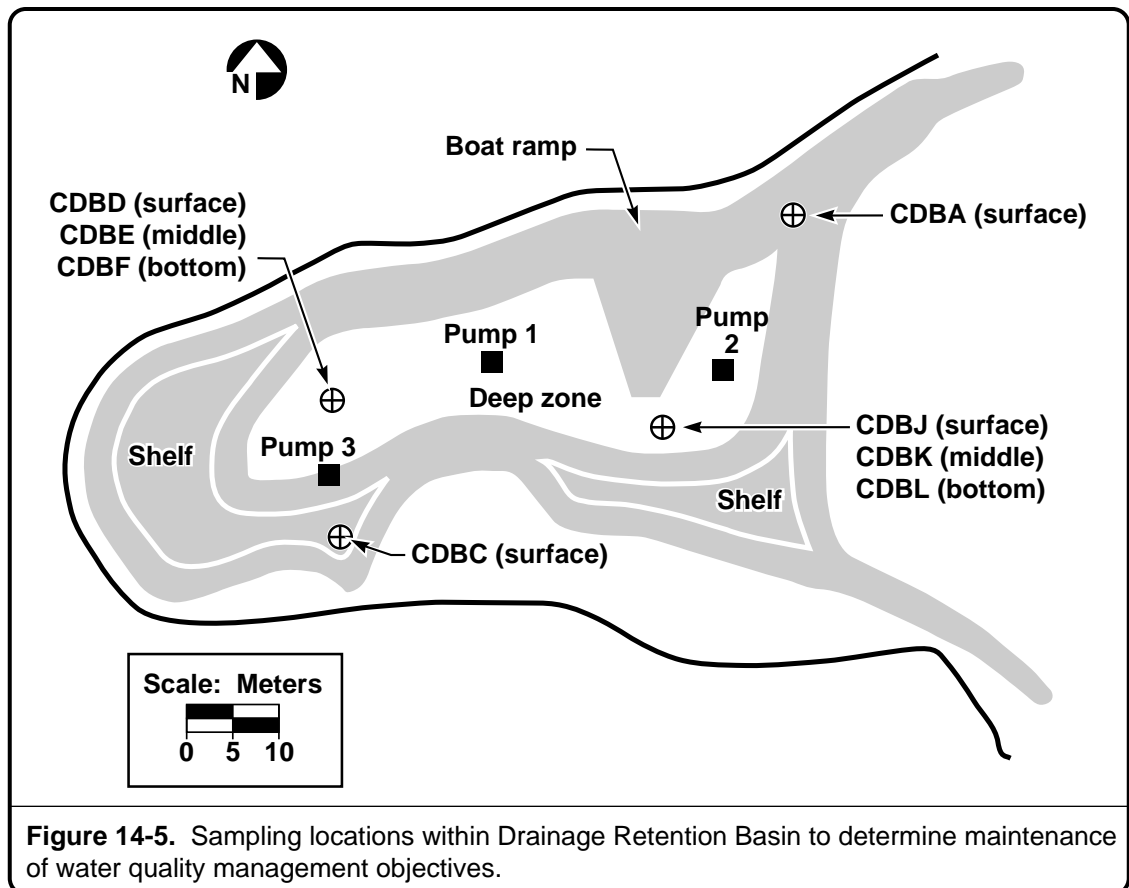 N
Boat ramp
CDBD (surface)
CDBE (middle)
CDBF (bottom)
CDBA (surface)
Pump 1
Pump
2
Deep zone
Shelf
Pump 3
CDBJ (surface)
CDBK (middle)
CDBL (bottom)
Shelf
CDBC (surface)
Scale: Meters
0 5 10
Figure 14-5. Sampling locations within Drainage Retention Basin to determine maintenance
of water quality management objectives.